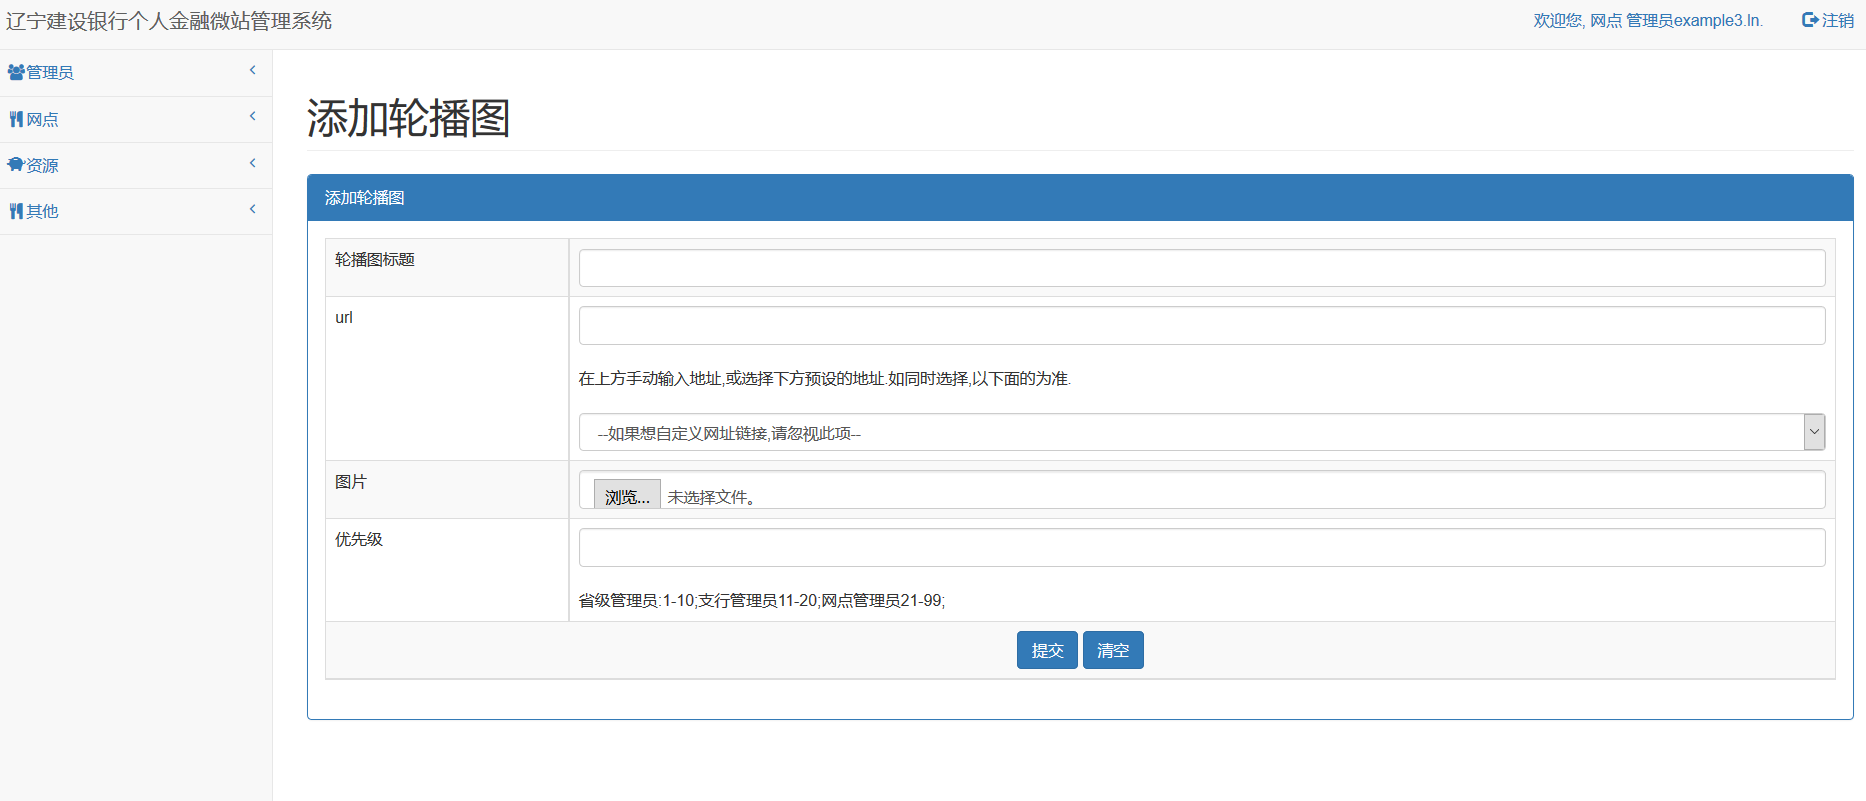 辽宁建设银行个人金融微站管理系统
欢迎您, 网点 管理员example3.ln.
注销
管理员
网点
资源
其他
添加轮播图
添加轮播图
轮播图标题
url
在上方手动输入地址,或选择下方预设的地址.如同时选择,以下面的为准.
--如果想自定义网址链接,请忽视此项--
图片
浏览... 未选择文件。
优先级
省级管理员:1-10;支行管理员11-20;网点管理员21-99;
提交 清空